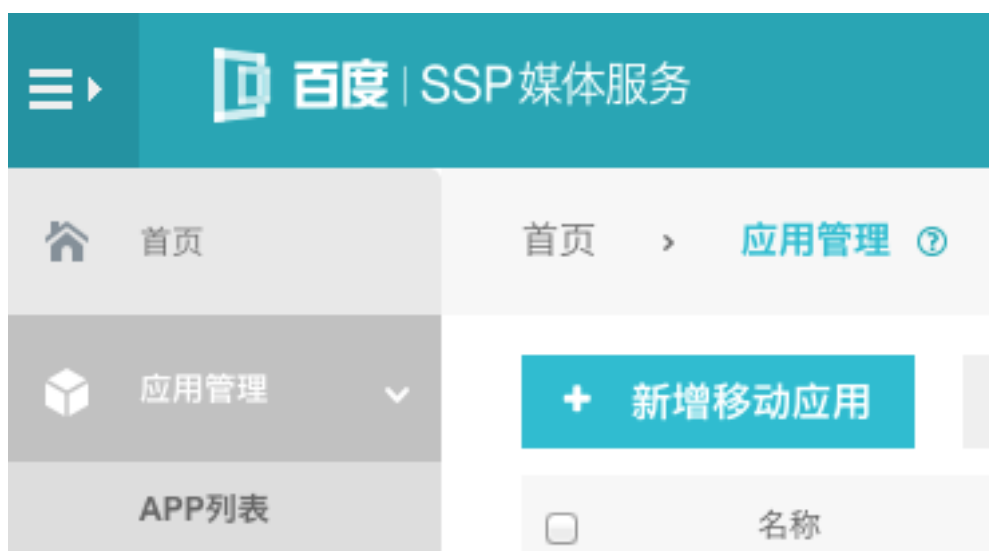 百度 | SSP媒体服务
首页
首页 › 应用管理 ?
应用管理
+ 新增移动应用
APP列表
名称